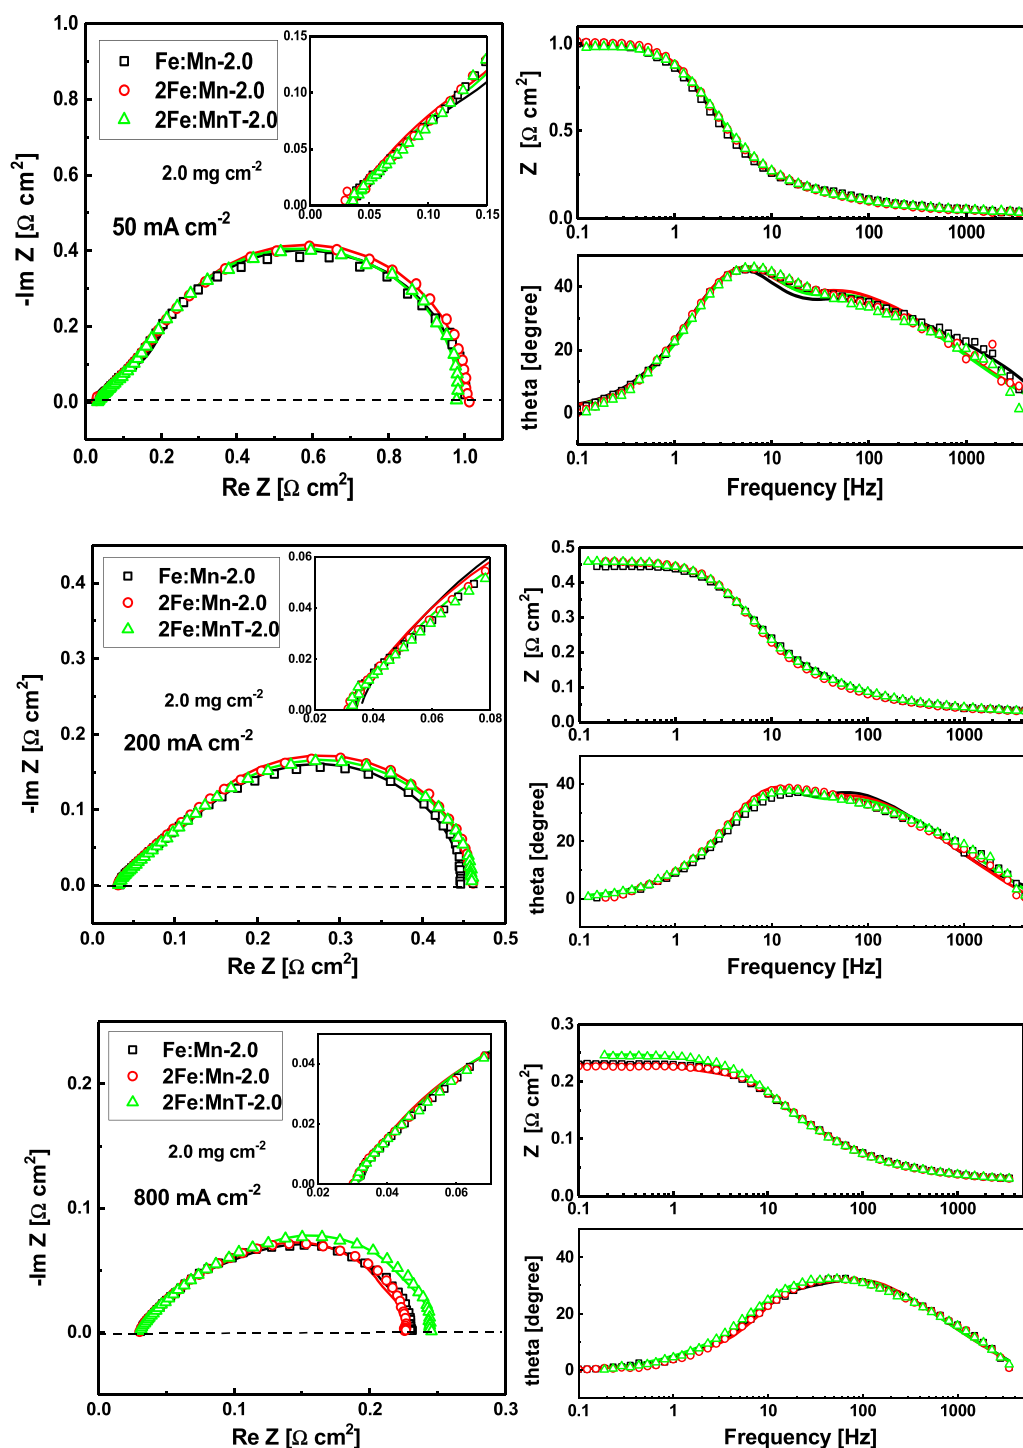 1.0
0.8
0.6
0.4
0.2
0.0
-Im Z [Ω cm²]
Fe:Mn-2.0
2Fe:Mn-2.0
2Fe:MnT-2.0
2.0 mg cm⁻²
50 mA cm⁻²
0.15
0.10
0.05
0.00
0.00 0.05 0.10 0.15
0.0 0.2 0.4 0.6 0.8 1.0
Re Z [Ω cm²]
1.0
0.5
0.0
Z [Ω cm²]
0.1 1 10 100 1000
40
20
0
theta [degree]
0.1 1 10 100 1000
Frequency [Hz]
0.4
0.3
0.2
0.1
0.0
-Im Z [Ω cm²]
Fe:Mn-2.0
2Fe:Mn-2.0
2Fe:MnT-2.0
2.0 mg cm⁻²
200 mA cm⁻²
0.06
0.04
0.02
0.00
0.02 0.04 0.06 0.08
0.0 0.1 0.2 0.3 0.4 0.5
Re Z [Ω cm²]
0.5
0.4
0.3
0.2
0.1
0.0
Z [Ω cm²]
0.1 1 10 100 1000
40
20
0
theta [degree]
0.1 1 10 100 1000
Frequency [Hz]
0.2
0.1
0.0
-Im Z [Ω cm²]
Fe:Mn-2.0
2Fe:Mn-2.0
2Fe:MnT-2.0
2.0 mg cm⁻²
800 mA cm⁻²
0.04
0.02
0.00
0.02 0.04 0.06
0.0 0.1 0.2 0.3
Re Z [Ω cm²]
0.3
0.2
0.1
0.0
Z [Ω cm²]
0.1 1 10 100 1000
40
20
0
theta [degree]
0.1 1 10 100 1000
Frequency [Hz]